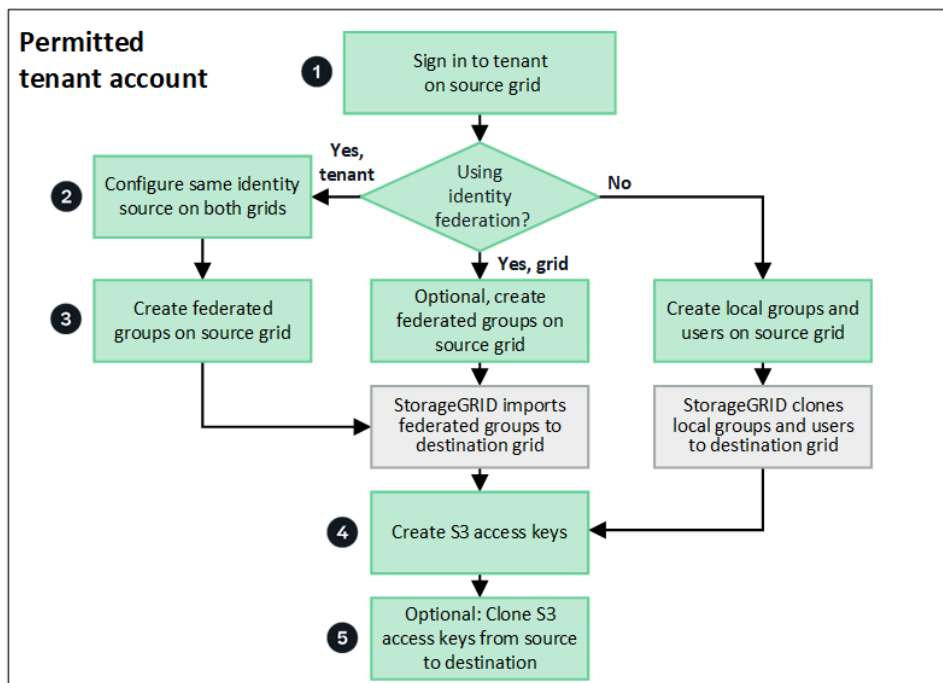 Permitted
tenant account
1
Sign in to tenant
on source grid
Using
identity
federation?
Yes,
tenant
No
Yes, grid
2
Configure same identity
source on both grids
3
Create federated
groups on source grid
Optional, create
federated groups on
source grid
Create local groups and
users on source grid
StorageGRID imports
federated groups to
destination grid
StorageGRID clones
local groups and users
to destination grid
4
Create S3 access keys
5
Optional: Clone S3
access keys from source
to destination